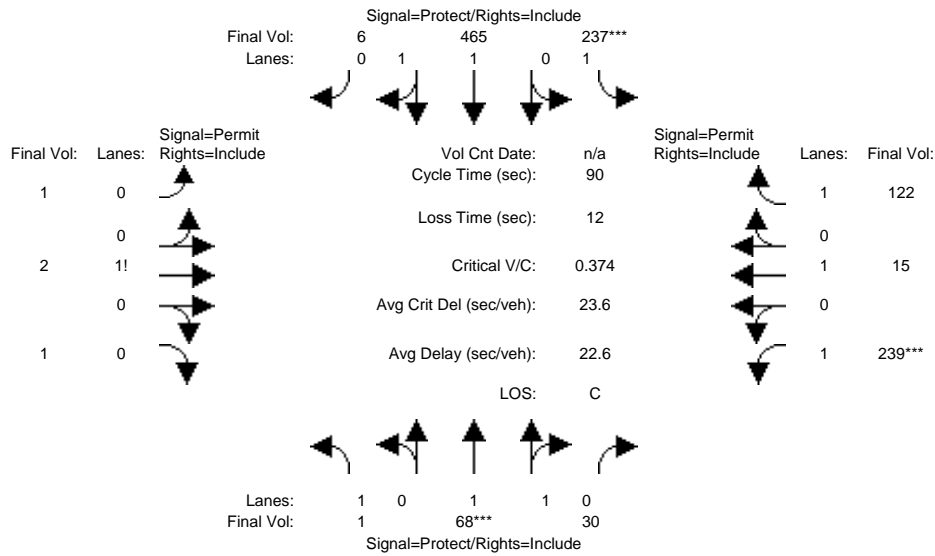 Signal=Protect/Rights=Include
Final Vol: 6 465 237***
Lanes: 0 1 1 0 1
Signal=Permit
Final Vol: Lanes: Rights=Include
Vol Cnt Date: n/a
Signal=Permit
Rights=Include Lanes: Final Vol:
Cycle Time (sec): 90
1 0
1 122
Loss Time (sec): 12
0
0
2 1!
Critical V/C: 0.374
1 15
0
Avg Crit Del (sec/veh): 23.6
0
1 0
Avg Delay (sec/veh): 22.6
1 239***
LOS: C
Lanes: 1 0 1 1 0
Final Vol: 1 68*** 30
Signal=Protect/Rights=Include